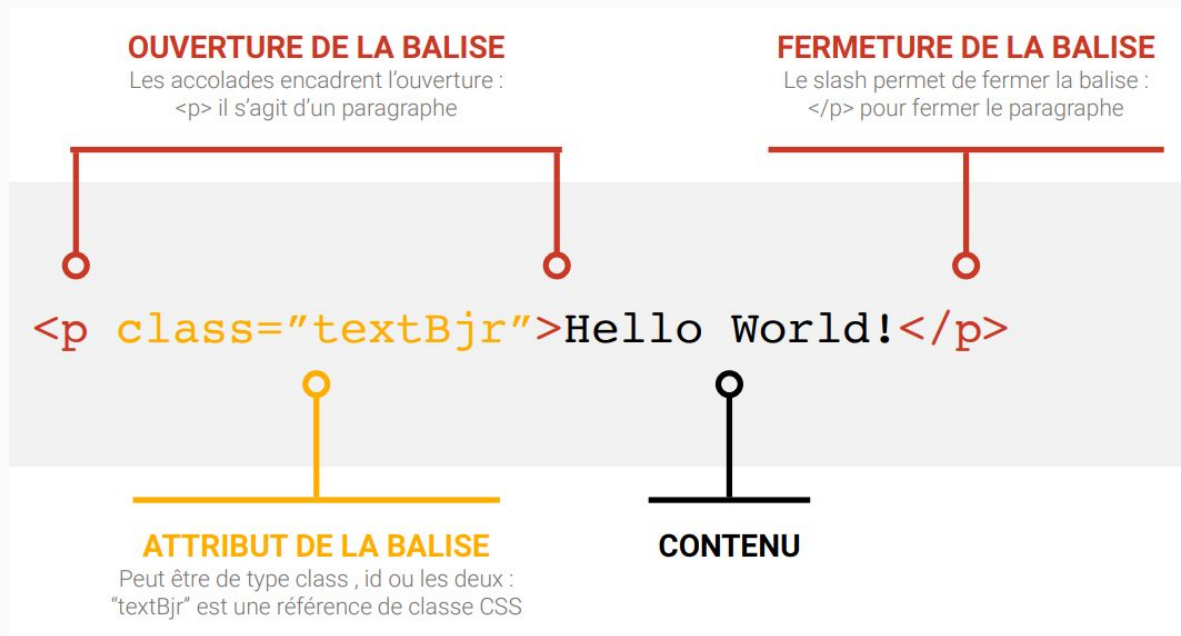 OUVERTURE DE LA BALISE
Les accolades encadrent l’ouverture :
<p> il s’agit d’un paragraphe
FERMETURE DE LA BALISE
Le slash permet de fermer la balise :
</p> pour fermer le paragraphe
<p class=”textBjr”>Hello World!</p>
ATTRIBUT DE LA BALISE
Peut être de type class , id ou les deux :
“textBjr” est une référence de classe CSS
CONTENU